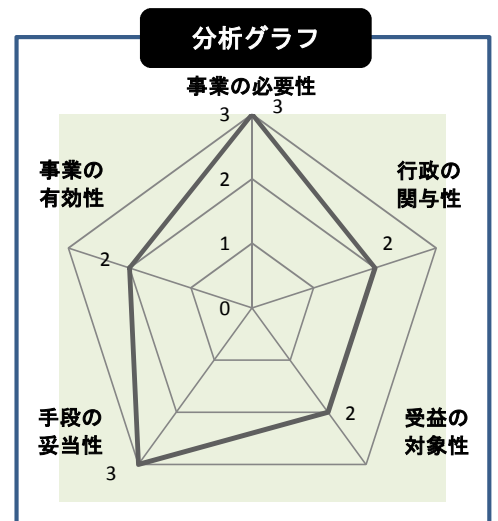 分析グラフ
事業の必要性
3
3
事業の
有効性
行政の
関与性
2
1
0
2
2
手段の
妥当性
3
受益の
対象性
2